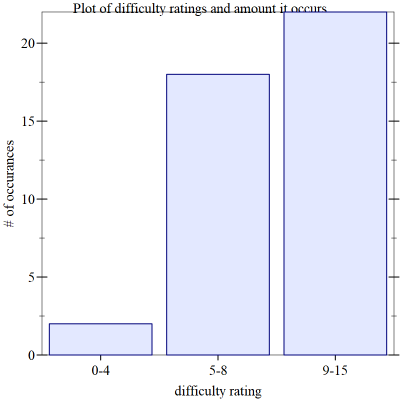 Plot of difficulty ratings and amount it occurs
20
15
10
5
0
# of occurances
0-4
5-8
9-15
difficulty rating